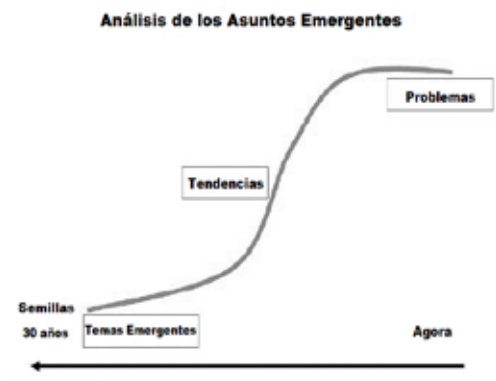 Análisis de los Asuntos Emergentes
Problemas
Tendencias
Semillas
30 años
Temas Emergentes
Agora